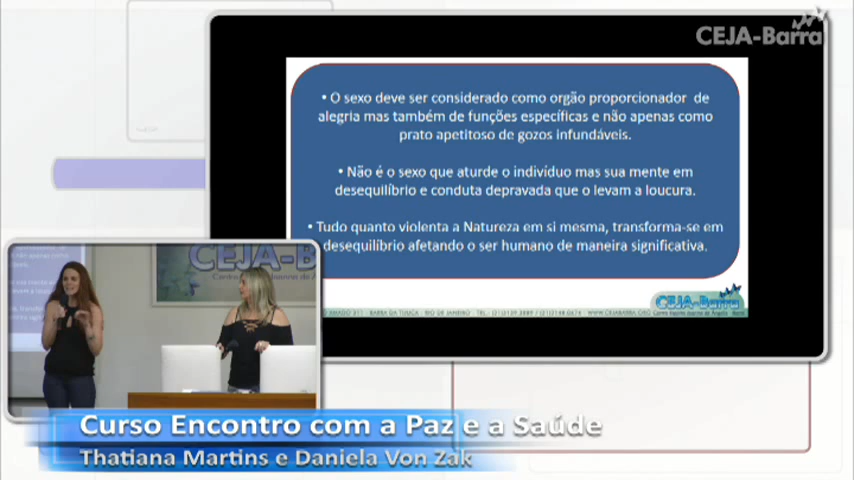 CEJA-Barra
• O sexo deve ser considerado como orgão proporcionador de
alegria mas também de funções específicas e não apenas como
prato apetitoso de gozos infundáveis.
• Não é o sexo que aturde o indivíduo mas sua mente em
desequilíbrio e conduta depravada que o levam a loucura.
• Tudo quanto violenta a Natureza em si mesma, transforma-se em
desequilíbrio afetando o ser humano de maneira significativa.
CEJA-Barra
CEJA-Ba
Curso Encontro com a Paz e a Saúde
Thatiana Martins e Daniela Von Zak